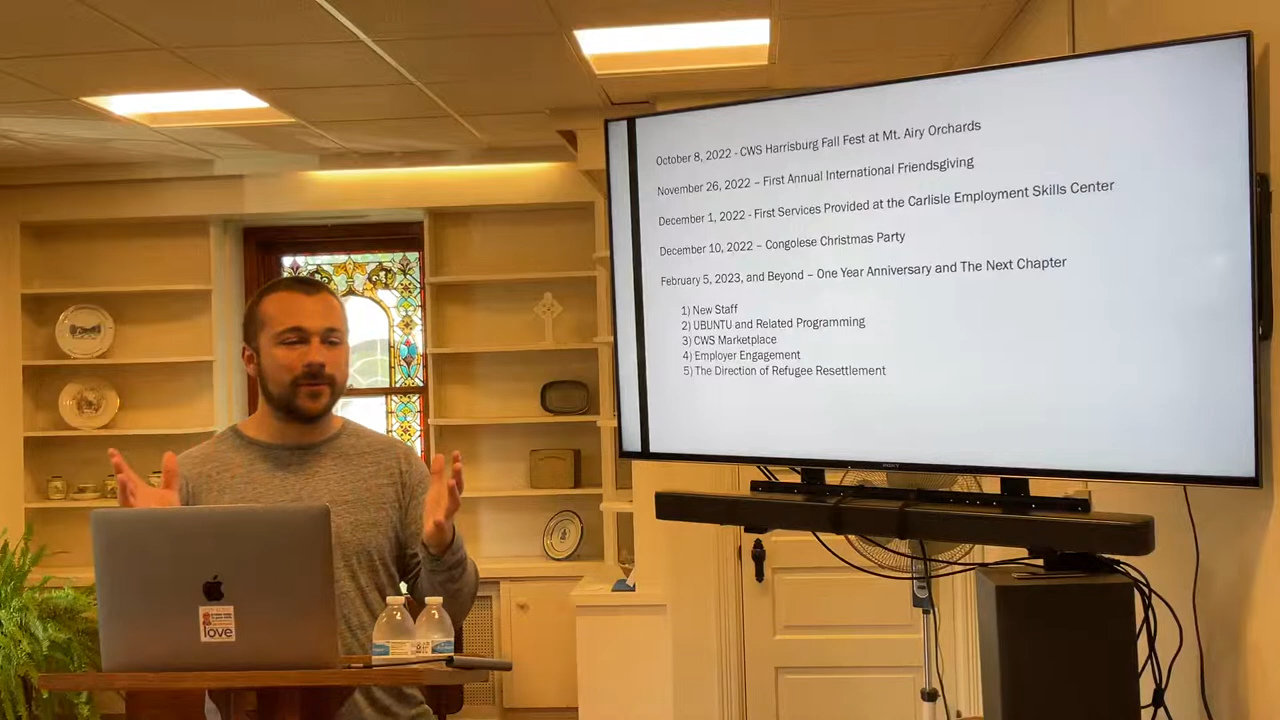 October 8, 2022 - CWS Harrisburg Fall Fest at Mt. Airy Orchards
November 26, 2022 – First Annual International Friendsgiving
December 1, 2022 - First Services Provided at the Carlisle Employment Skills Center
December 10, 2022 – Congolese Christmas Party
February 5, 2023, and Beyond – One Year Anniversary and The Next Chapter
1) New Staff
2) UBUNTU and Related Programming
3) CWS Marketplace
4) Employer Engagement
5) The Direction of Refugee Resettlement
SONY
love